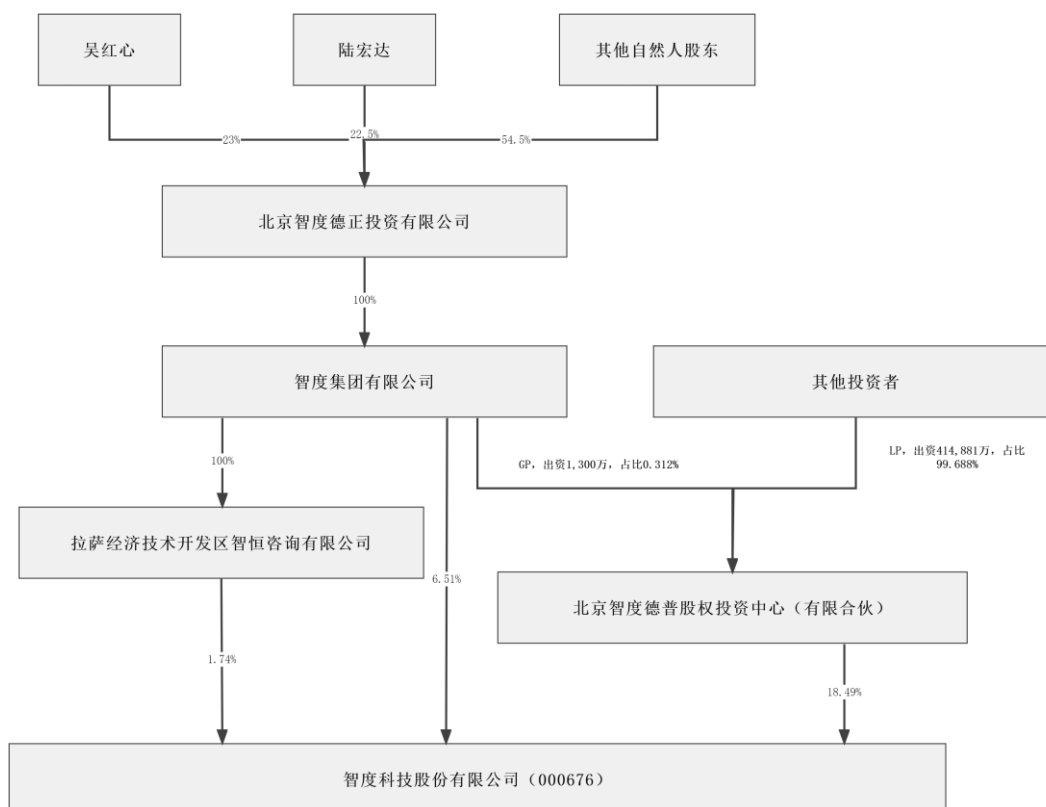 吴红心
陆宏达
其他自然人股东
23%
22.5%
54.5%
北京智度德正投资有限公司
100%
智度集团有限公司
其他投资者
100%
GP，出资1,300万，占比0.312%
LP，出资414,881万，占比
99.688%
拉萨经济技术开发区智恒咨询有限公司
6.51%
北京智度德普股权投资中心（有限合伙）
1.74%
18.49%
智度科技股份有限公司（000676）